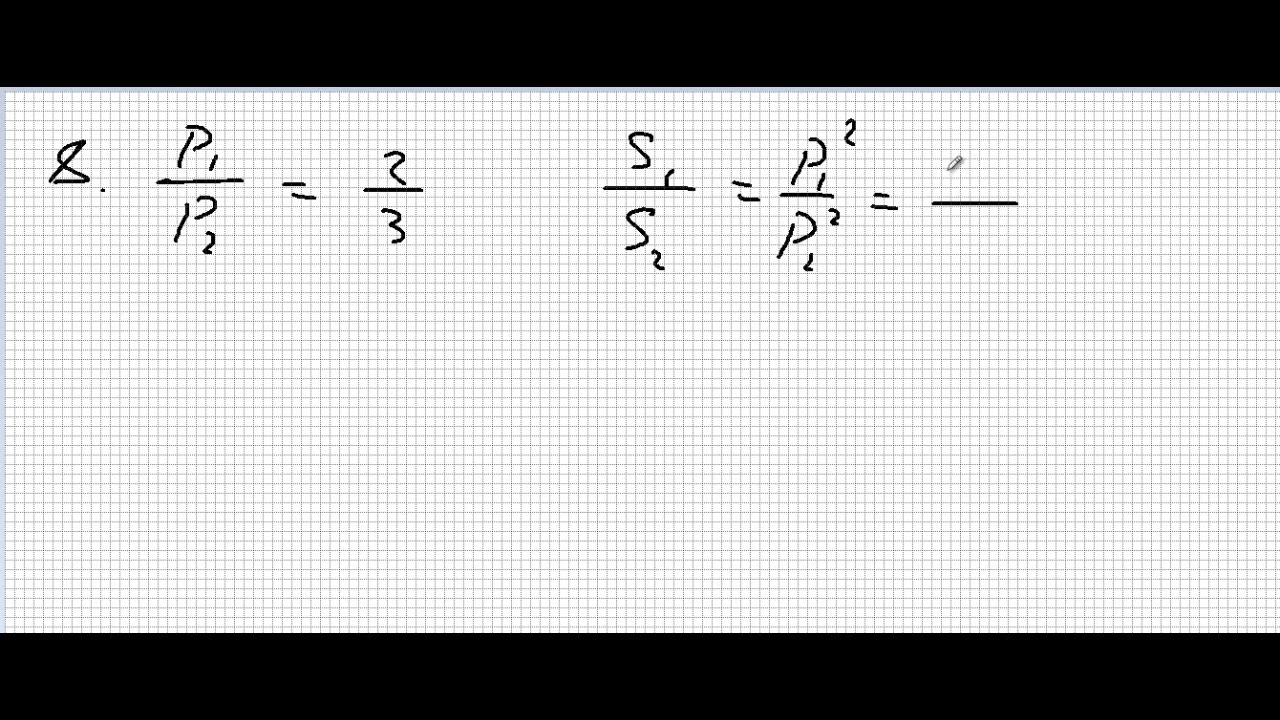 8. P₁/P₂ = 2/3    S₁/S₂ = P₁²/P₂² =